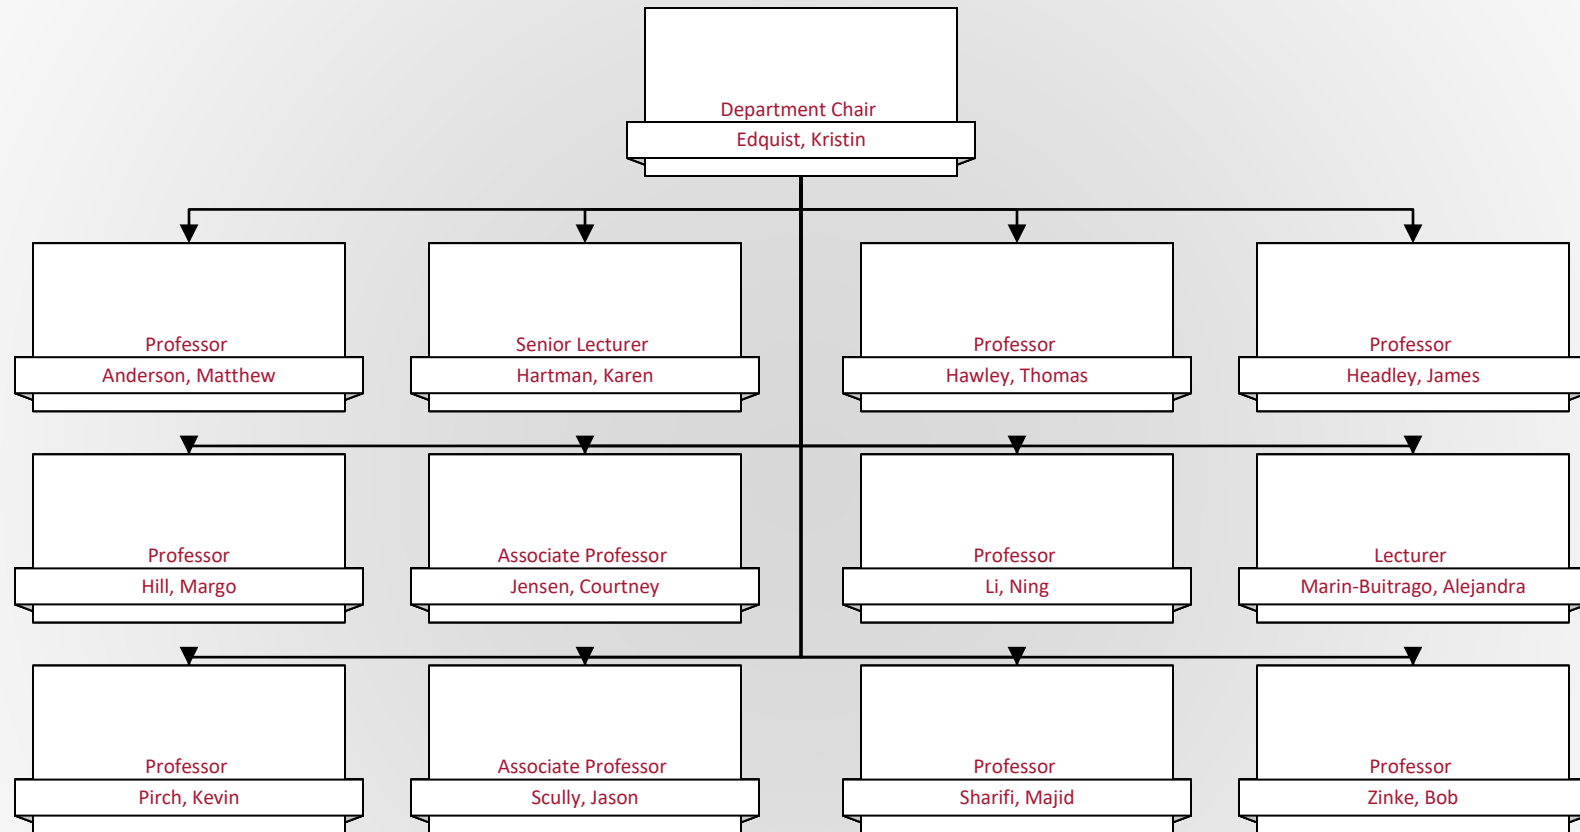 Department Chair
Edquist, Kristin
Professor
Anderson, Matthew
Senior Lecturer
Hartman, Karen
Professor
Hawley, Thomas
Professor
Headley, James
Professor
Hill, Margo
Associate Professor
Jensen, Courtney
Professor
Li, Ning
Lecturer
Marin-Buitrago, Alejandra
Professor
Pirch, Kevin
Associate Professor
Scully, Jason
Professor
Sharifi, Majid
Professor
Zinke, Bob